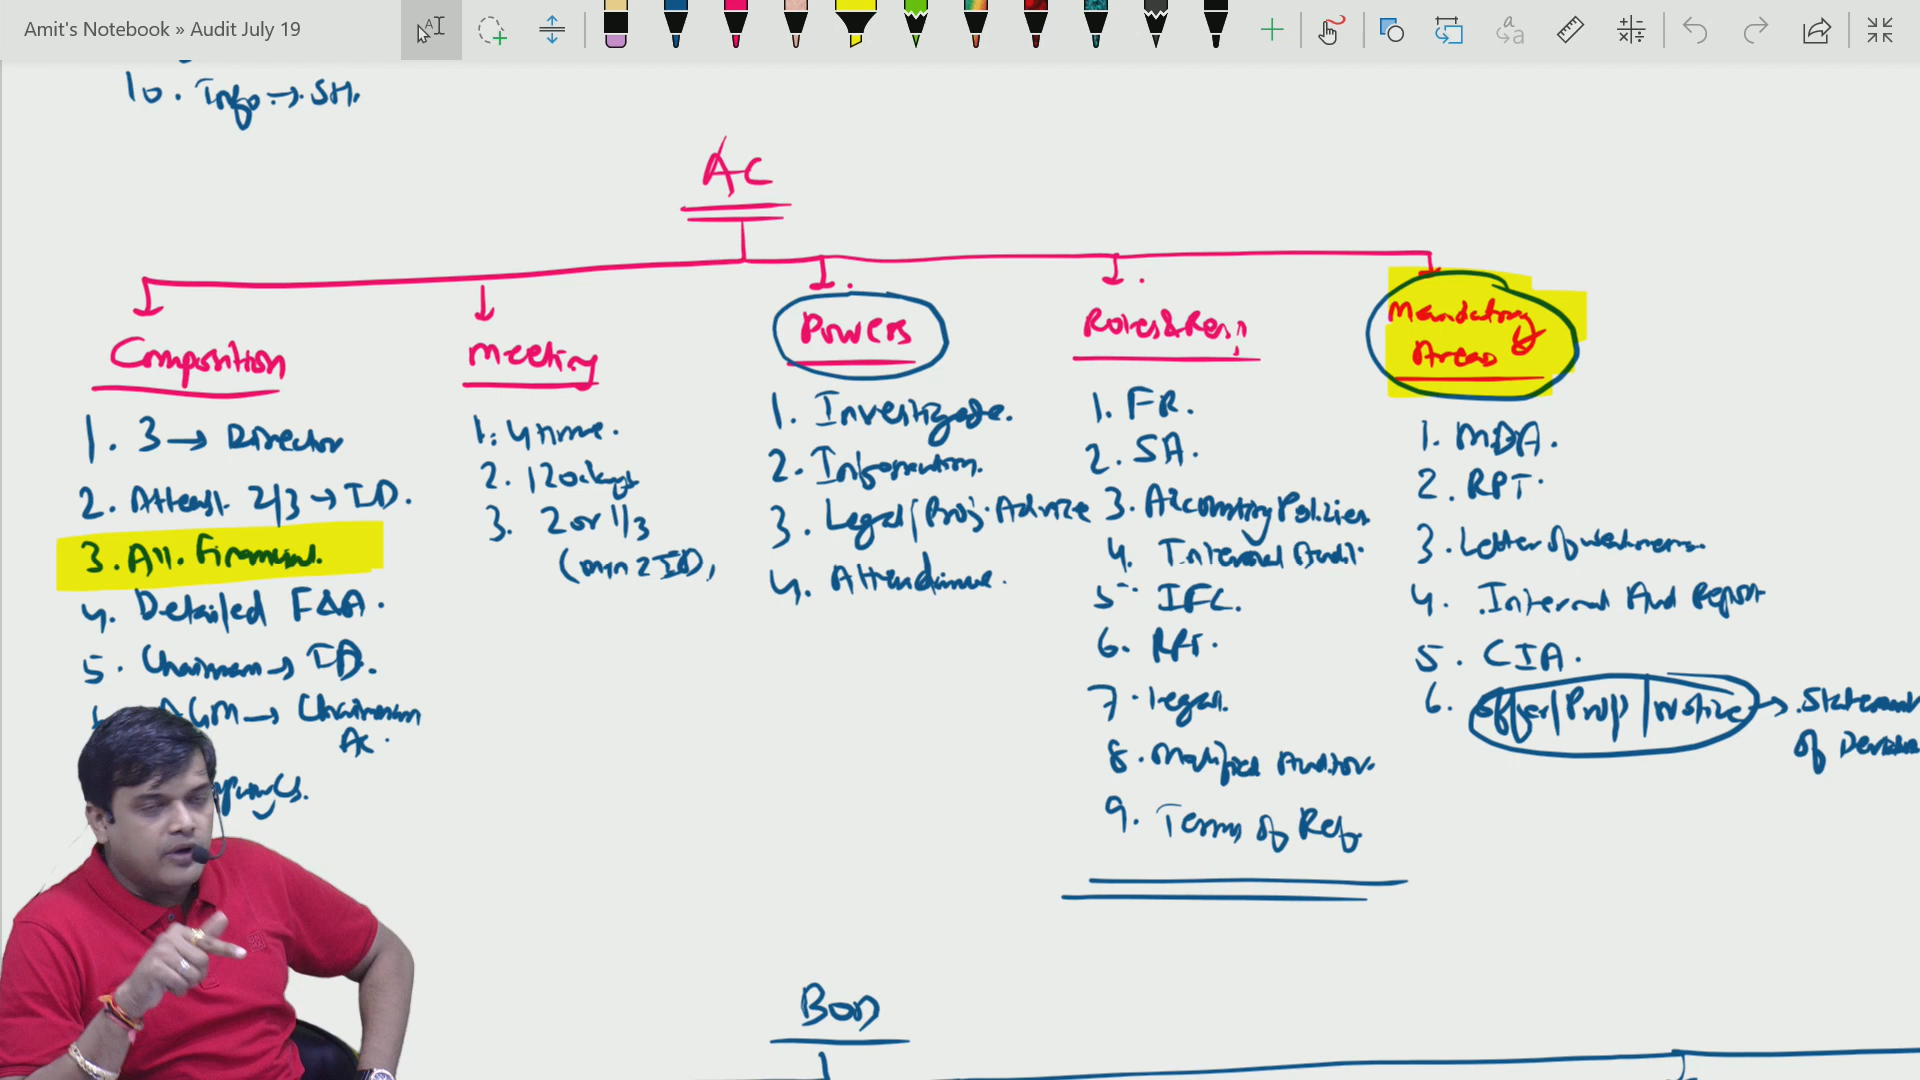 Amit's Notebook » Audit July 19
10. Info → SH.
AC
Composition
1. 3 → Director
2. Atleast 2/3 → ID.
3. All. Financial.
4. Detailed F&A.
5. Chairman → ID.
AGM → Chairman
AC.
Meeting
1. 4 time.
2. 120 days
3. 2 or 1/3
(min 2 ID)
Powers
1. Investigate.
2. Information.
3. Legal/Prof. Advice
4. Attendance.
Roles & Resp
1. FR.
2. SA.
3. Accounting Policies
4. Internal Audit.
5. IFC.
6. RPT.
7. Legal.
8. Modified Auditor.
9. Terms of Ref
Mandatory
Areas
1. MDA.
2. RPT.
3. Letter of weakness.
4. Internal Aud Report
5. CIA.
6. Offer/Prop/Notice → Statement
of Deviation
BOD